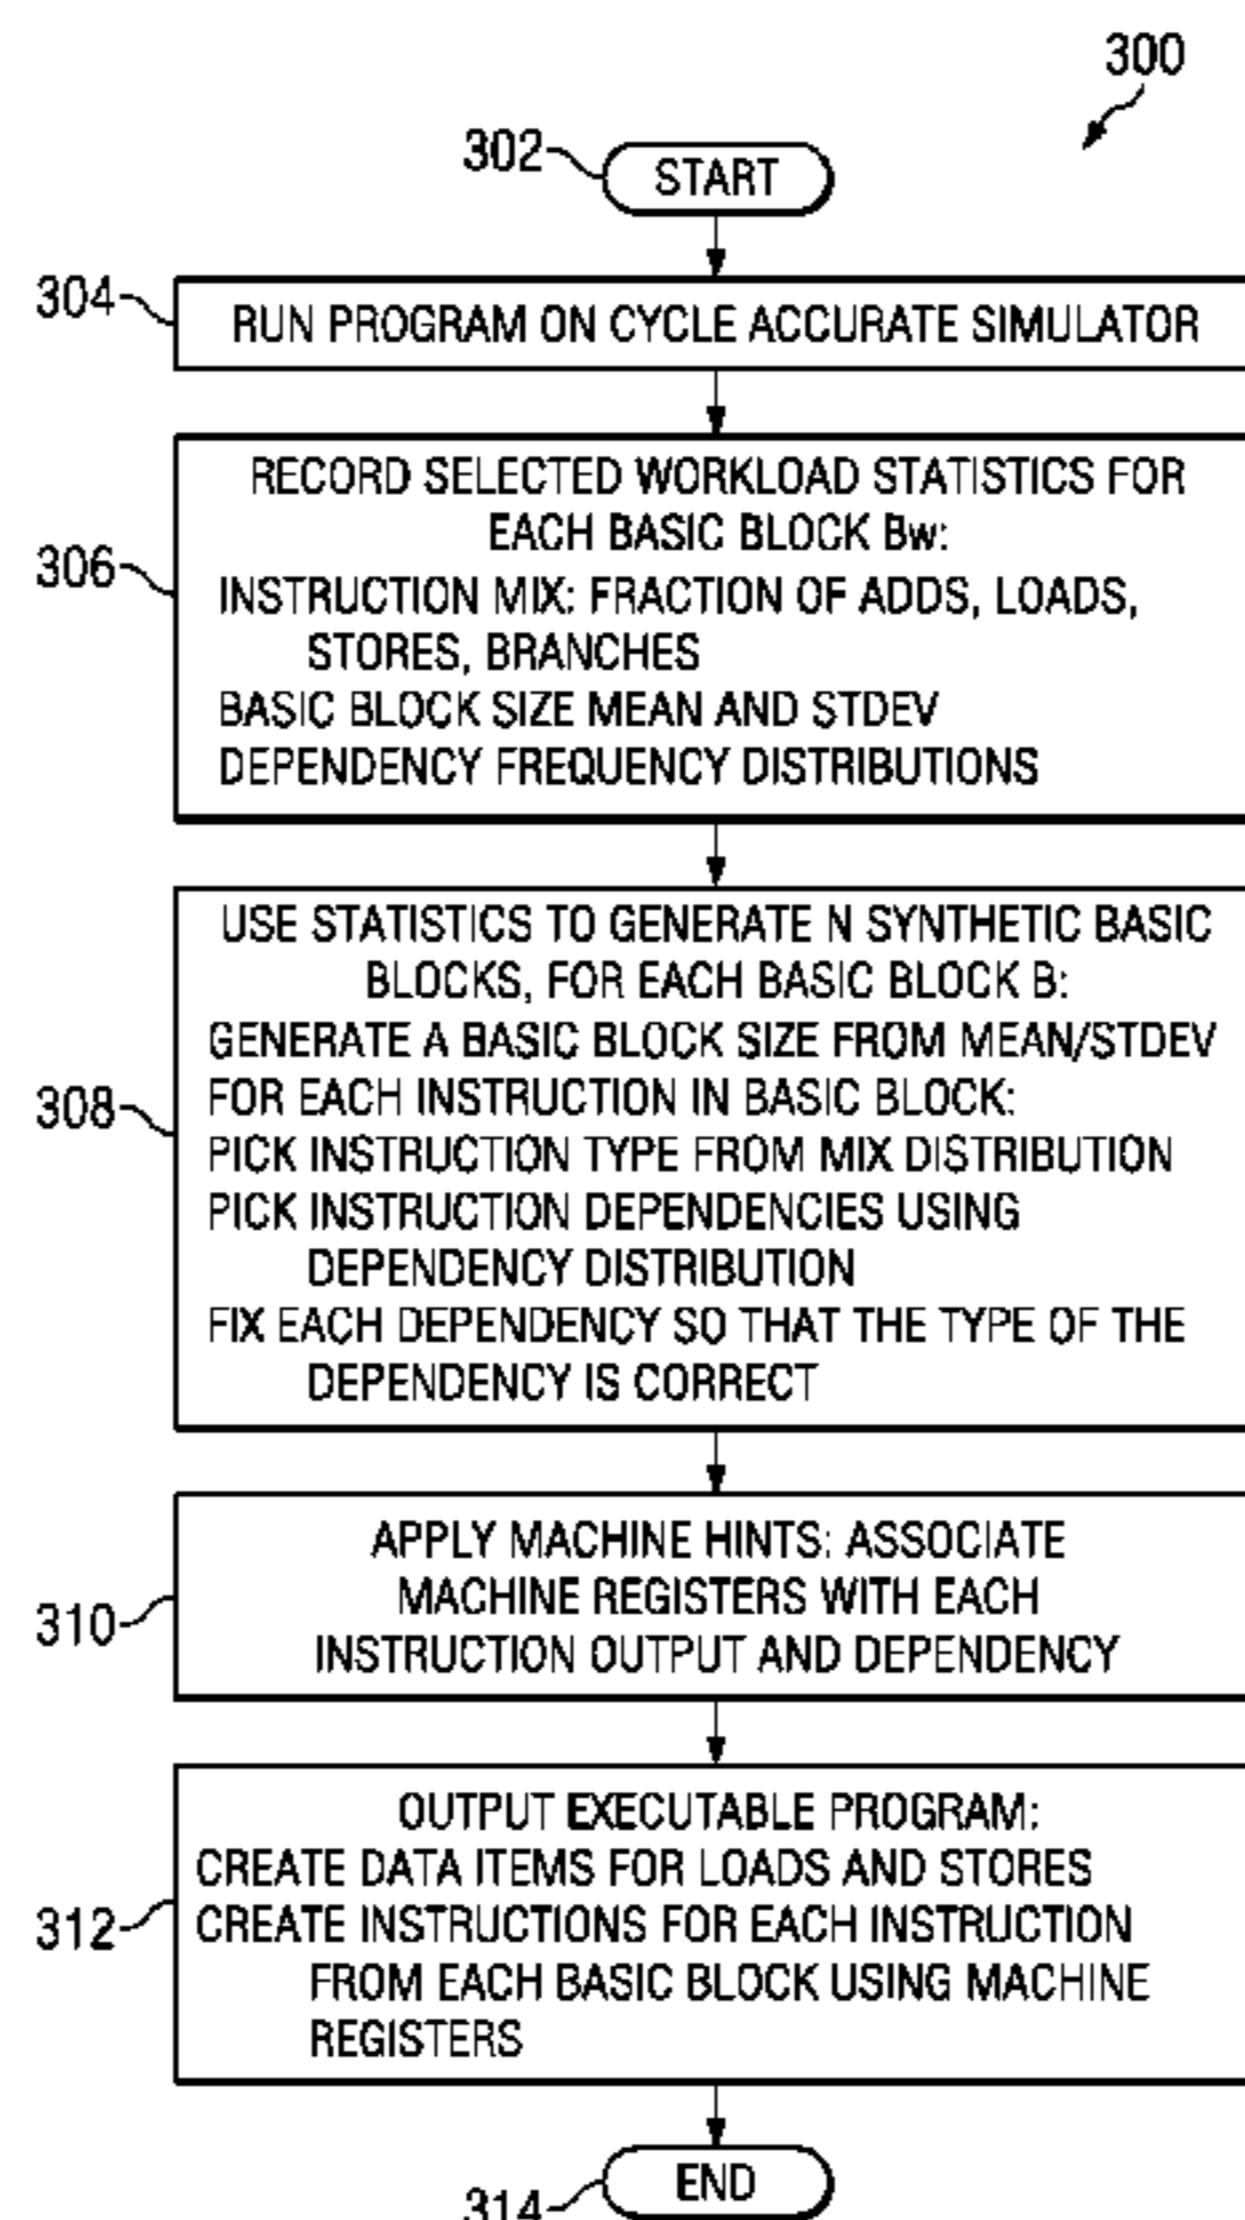 300
302
START
304
RUN PROGRAM ON CYCLE ACCURATE SIMULATOR
306
RECORD SELECTED WORKLOAD STATISTICS FOR
EACH BASIC BLOCK Bw:
INSTRUCTION MIX: FRACTION OF ADDS, LOADS,
STORES, BRANCHES
BASIC BLOCK SIZE MEAN AND STDEV
DEPENDENCY FREQUENCY DISTRIBUTIONS
308
USE STATISTICS TO GENERATE N SYNTHETIC BASIC
BLOCKS, FOR EACH BASIC BLOCK B:
GENERATE A BASIC BLOCK SIZE FROM MEAN/STDEV
FOR EACH INSTRUCTION IN BASIC BLOCK:
PICK INSTRUCTION TYPE FROM MIX DISTRIBUTION
PICK INSTRUCTION DEPENDENCIES USING
DEPENDENCY DISTRIBUTION
FIX EACH DEPENDENCY SO THAT THE TYPE OF THE
DEPENDENCY IS CORRECT
310
APPLY MACHINE HINTS: ASSOCIATE
MACHINE REGISTERS WITH EACH
INSTRUCTION OUTPUT AND DEPENDENCY
312
OUTPUT EXECUTABLE PROGRAM:
CREATE DATA ITEMS FOR LOADS AND STORES
CREATE INSTRUCTIONS FOR EACH INSTRUCTION
FROM EACH BASIC BLOCK USING MACHINE
REGISTERS
314
END